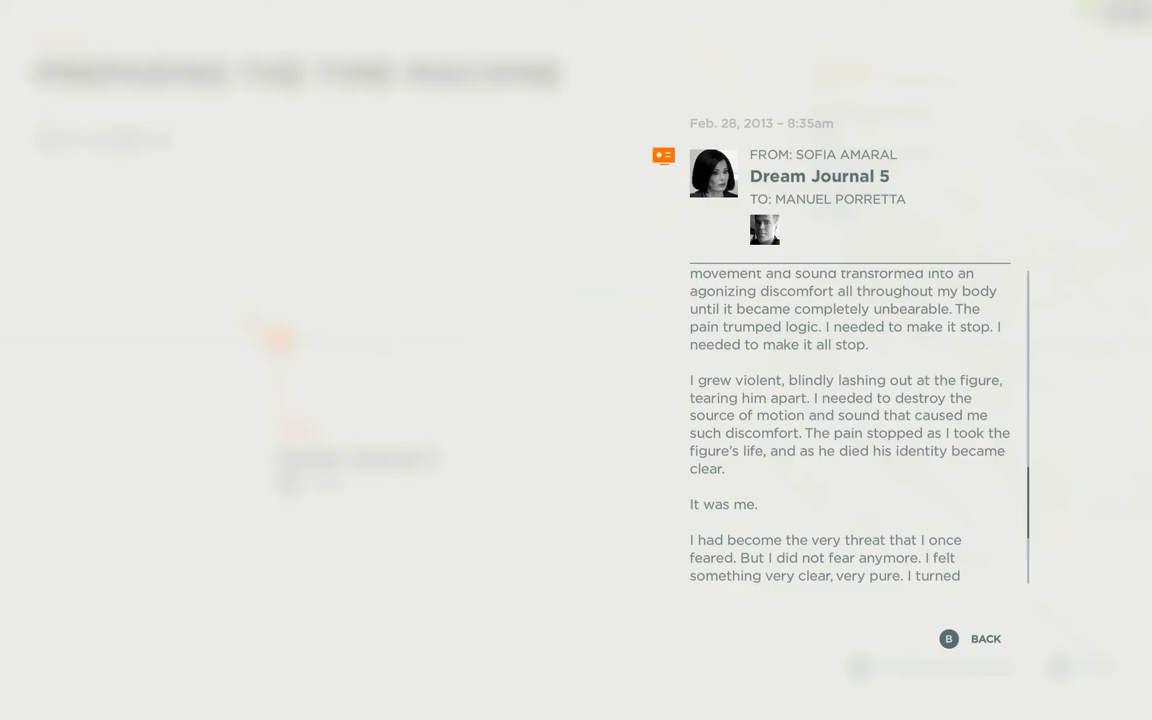 PREPARING THE TIME MACHINE
Feb. 28, 2013 – 8:35am
FROM: SOFIA AMARAL
Dream Journal 5
TO: MANUEL PORRETTA
movement and sound transformed into an
agonizing discomfort all throughout my body
until it became completely unbearable. The
pain trumped logic. I needed to make it stop. I
needed to make it all stop.
I grew violent, blindly lashing out at the figure,
tearing him apart. I needed to destroy the
source of motion and sound that caused me
such discomfort. The pain stopped as I took the
figure's life, and as he died his identity became
clear.
It was me.
I had become the very threat that I once
feared. But I did not fear anymore. I felt
something very clear, very pure. I turned
B BACK